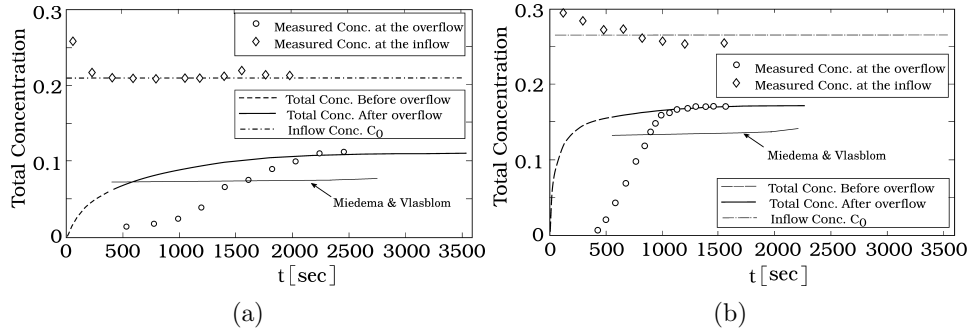 0.3
0.2
0.1
0
Total Concentration
Measured Conc. at the overflow
Measured Conc. at the inflow
Total Conc. Before overflow
Total Conc. After overflow
Inflow Conc. C0
Miedema & Vlasblom
0 500 1000 1500 2000 2500 3000 3500
t[sec]
(a)
0.3
0.2
0.1
0
Total Concentration
Measured Conc. at the overflow
Measured Conc. at the inflow
Miedema & Vlasblom
Total Conc. Before overflow
Total Conc. After overflow
Inflow Conc. C0
0 500 1000 1500 2000 2500 3000 3500
t[sec]
(b)